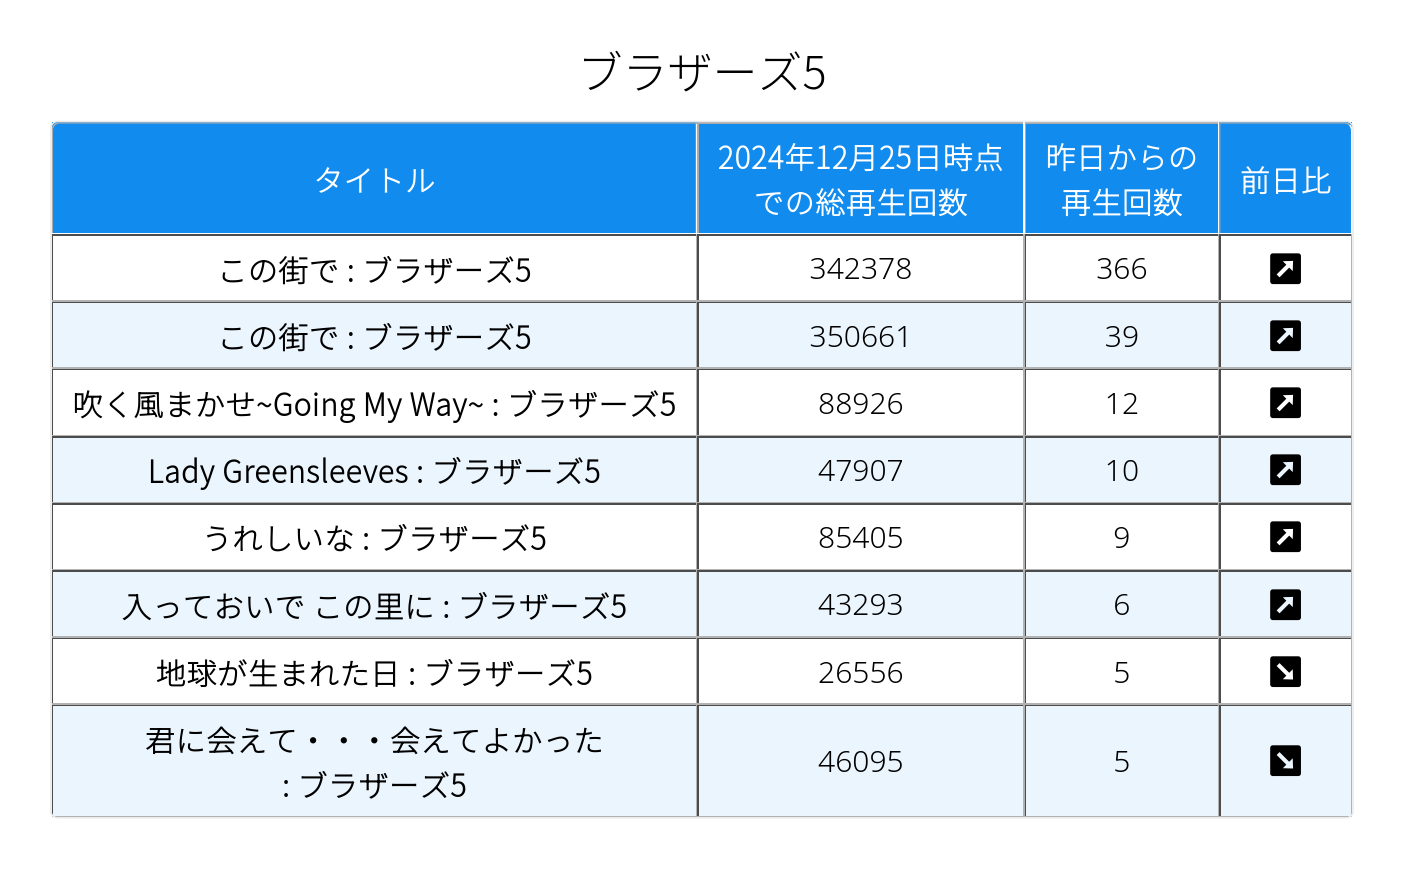 ブラザーズ5
タイトル
2024年12月25日時点
での総再生回数
昨日からの
再生回数
前日比
この街で : ブラザーズ5 342378 366
この街で : ブラザーズ5 350661 39
吹く風まかせ~Going My Way~ : ブラザーズ5 88926 12
Lady Greensleeves : ブラザーズ5 47907 10
うれしいな : ブラザーズ5 85405 9
入っておいで この里に : ブラザーズ5 43293 6
地球が生まれた日 : ブラザーズ5 26556 5
君に会えて・・・会えてよかった
: ブラザーズ5 46095 5